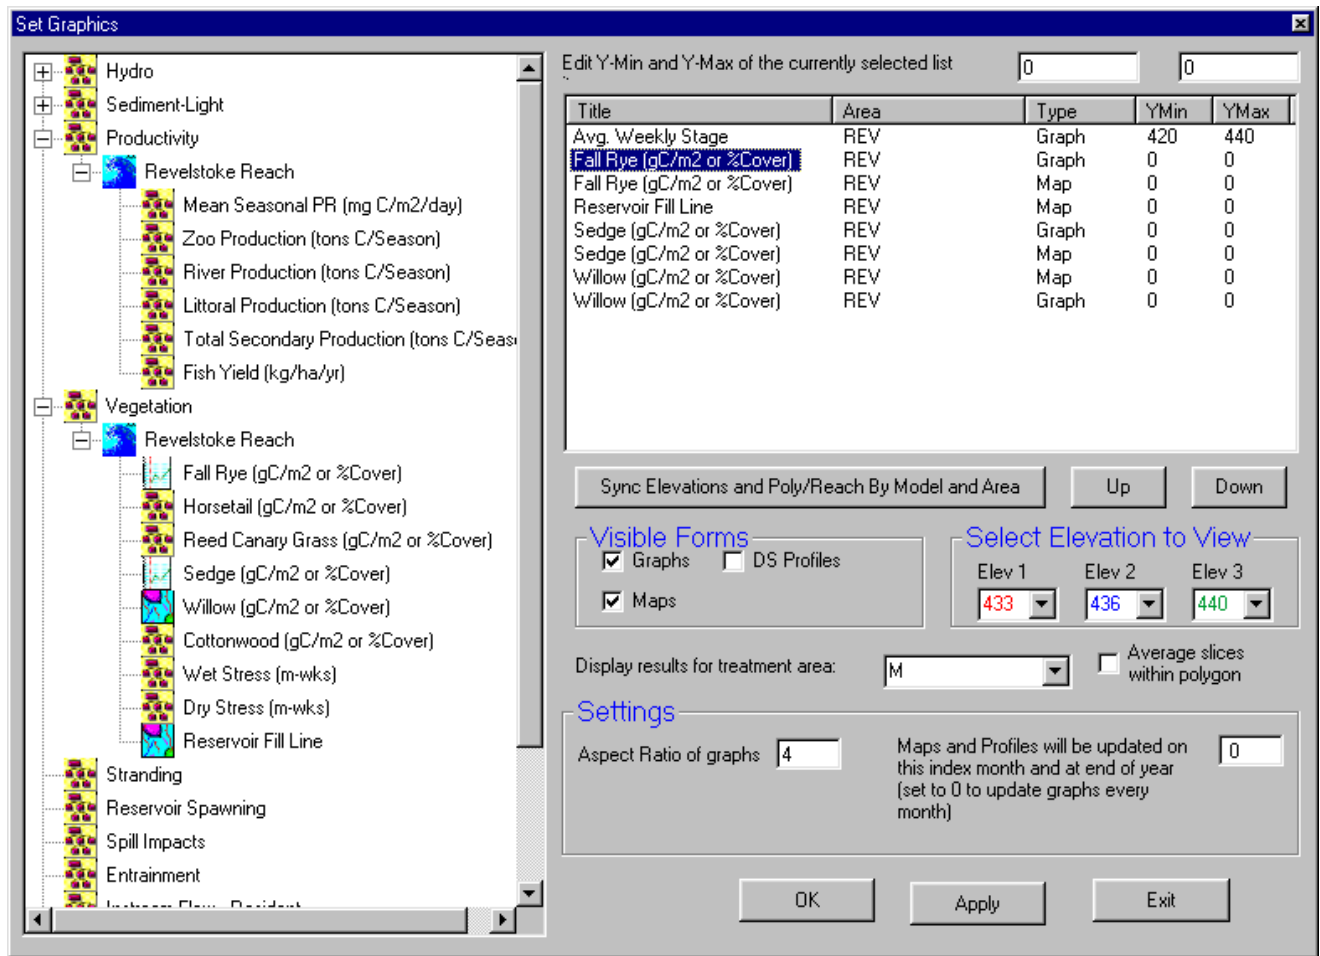 Set Graphics
Hydro
Sediment-Light
Productivity
Revelstoke Reach
Mean Seasonal PR (mg C/m2/day)
Zoo Production (tons C/Season)
River Production (tons C/Season)
Littoral Production (tons C/Season)
Total Secondary Production (tons C/Seas
Fish Yield (kg/ha/yr)
Vegetation
Revelstoke Reach
Fall Rye (gC/m2 or %Cover)
Horsetail (gC/m2 or %Cover)
Reed Canary Grass (gC/m2 or %Cover)
Sedge (gC/m2 or %Cover)
Willow (gC/m2 or %Cover)
Cottonwood (gC/m2 or %Cover)
Wet Stress (m-wks)
Dry Stress (m-wks)
Reservoir Fill Line
Stranding
Reservoir Spawning
Spill Impacts
Entrainment
Edit Y-Min and Y-Max of the currently selected list 0 0
Title Area Type YMin YMax
Avg. Weekly Stage REV Graph 420 440
Fall Rye (gC/m2 or %Cover) REV Graph 0 0
Fall Rye (gC/m2 or %Cover) REV Map 0 0
Reservoir Fill Line REV Map 0 0
Sedge (gC/m2 or %Cover) REV Graph 0 0
Sedge (gC/m2 or %Cover) REV Map 0 0
Willow (gC/m2 or %Cover) REV Map 0 0
Willow (gC/m2 or %Cover) REV Graph 0 0
Sync Elevations and Poly/Reach By Model and Area Up Down
Visible Forms
Graphs DS Profiles
Maps
Select Elevation to View
Elev 1 Elev 2 Elev 3
433 436 440
Display results for treatment area: M
Average slices
within polygon
Settings
Aspect Ratio of graphs 4
Maps and Profiles will be updated on 0
this index month and at end of year
(set to 0 to update graphs every
month)
OK Apply Exit